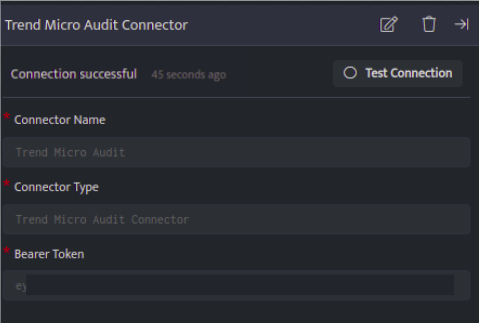 Trend Micro Audit Connector
Connection successful 45 seconds ago Test Connection
* Connector Name
Trend Micro Audit
* Connector Type
Trend Micro Audit Connector
* Bearer Token
ey